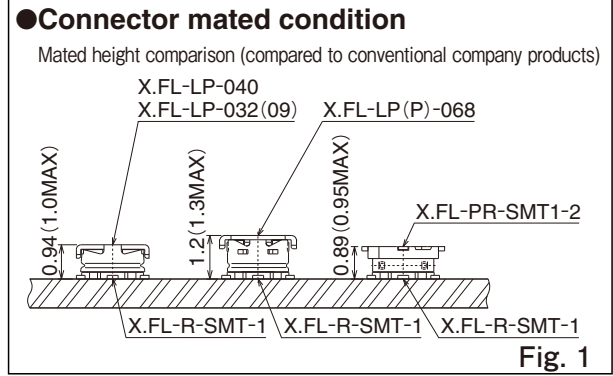 ●Connector mated condition
Mated height comparison (compared to conventional company products)
X.FL-LP-040
X.FL-LP-032(09)
X.FL-LP(P)-068
0.94(1.0MAX)
1.2(1.3MAX)
0.89(0.95MAX)
X.FL-PR-SMT1-2
X.FL-R-SMT-1
X.FL-R-SMT-1
X.FL-R-SMT-1
Fig. 1